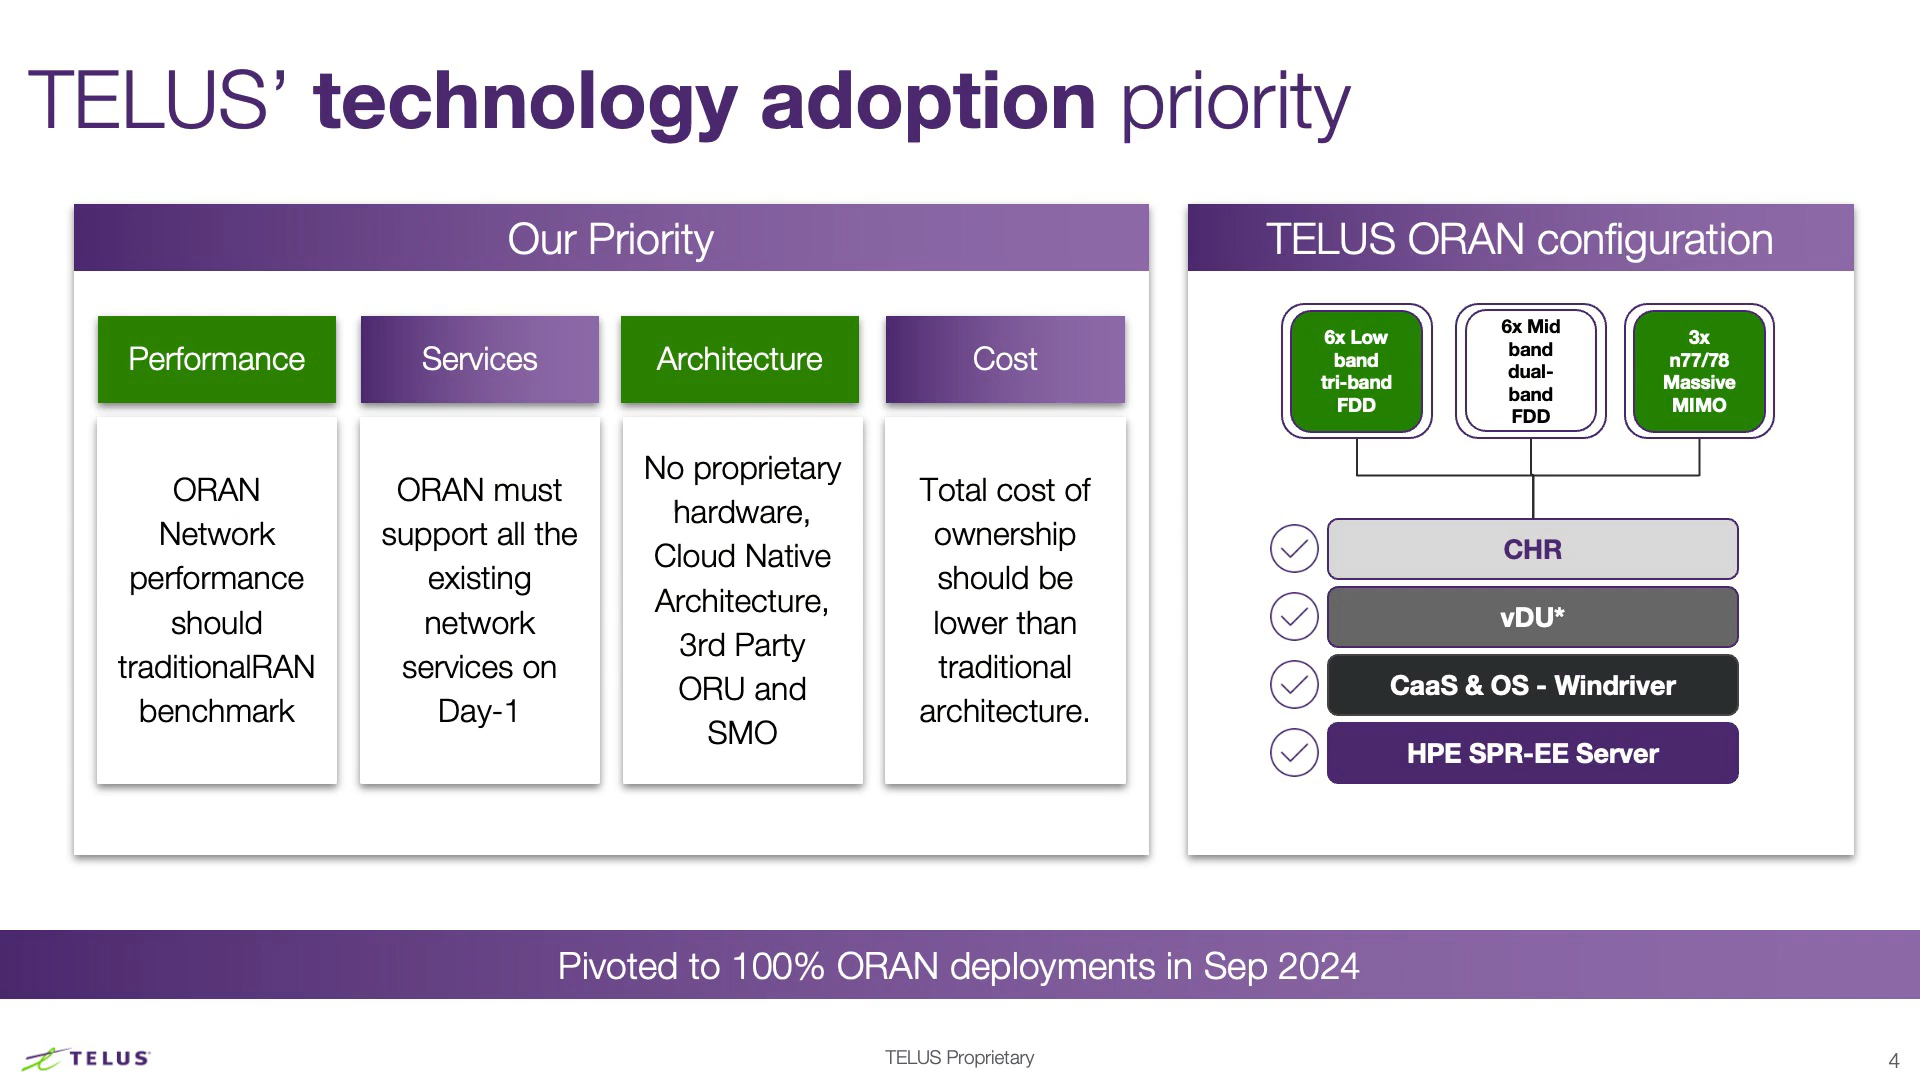 TELUS’ technology adoption priority
Our Priority
Performance
ORAN
Network
performance
should
traditionalRAN
benchmark
Services
ORAN must
support all the
existing
network
services on
Day-1
Architecture
No proprietary
hardware,
Cloud Native
Architecture,
3rd Party
ORU and
SMO
Cost
Total cost of
ownership
should be
lower than
traditional
architecture.
TELUS ORAN configuration
6x Low
band
tri-band
FDD
6x Mid
band
dual-
band
FDD
3x
n77/78
Massive
MIMO
CHR
vDU*
CaaS & OS - Windriver
HPE SPR-EE Server
Pivoted to 100% ORAN deployments in Sep 2024
TELUS
TELUS Proprietary
4